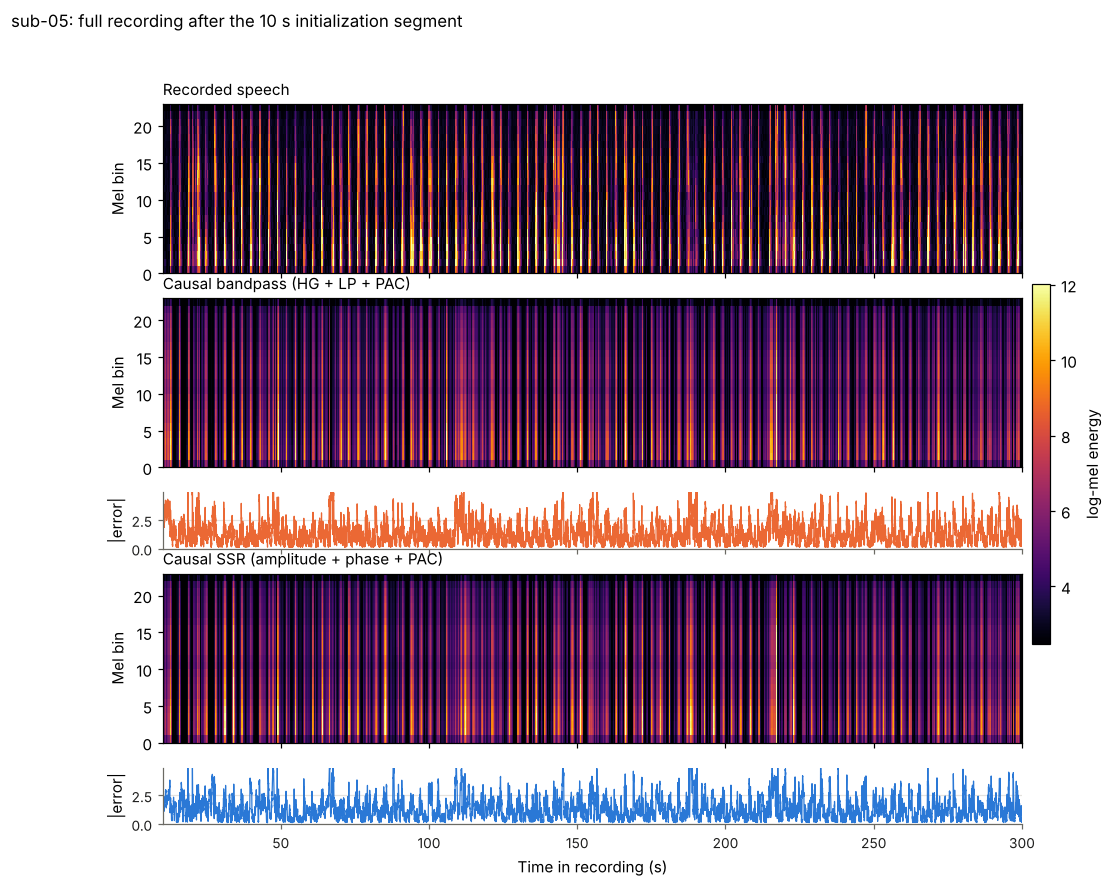 sub-05: full recording after the 10 s initialization segment
Recorded speech
20
15
10
5
0
Mel bin
Causal bandpass (HG + LP + PAC)
20
15
10
5
0
Mel bin
2.5
0.0
|error|
Causal SSR (amplitude + phase + PAC)
20
15
10
5
0
Mel bin
2.5
0.0
|error|
50 100 150 200 250 300
Time in recording (s)
12
10
8
6
4
log-mel energy